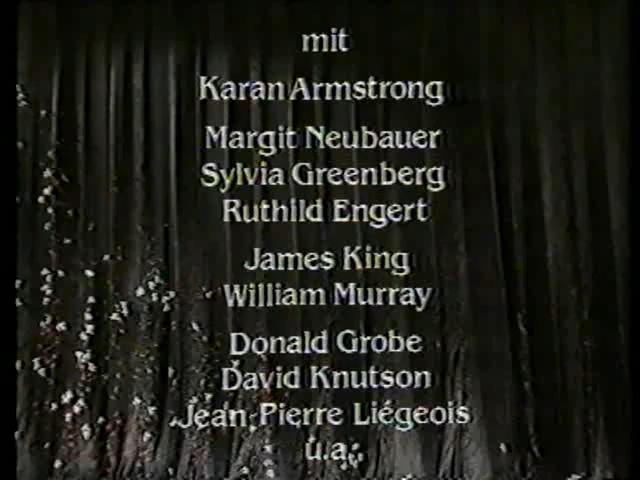 mit
Karan Armstrong
Margit Neubauer
Sylvia Greenberg
Ruthild Engert
James King
William Murray
Donald Grobe
David Knutson
Jean-Pierre Liégeois
u.a.